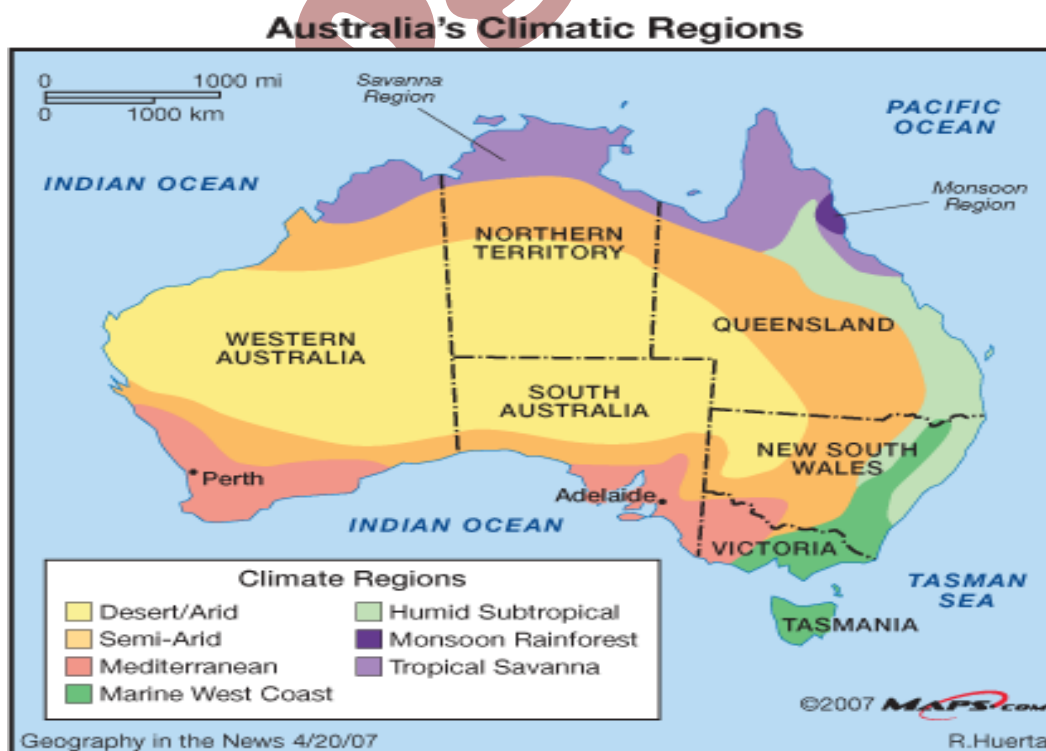 Australia's Climatic Regions
0 1000 mi
0 1000 km
Savanna
Region
PACIFIC
OCEAN
INDIAN OCEAN
Monsoon
Region
NORTHERN
TERRITORY
QUEENSLAND
WESTERN
AUSTRALIA
SOUTH
AUSTRALIA
NEW SOUTH
WALES
Perth
Adelaide
INDIAN OCEAN
VICTORIA
TASMAN
SEA
TASMANIA
Climate Regions
Desert/Arid
Semi-Arid
Mediterranean
Marine West Coast
Humid Subtropical
Monsoon Rainforest
Tropical Savanna
©2007 MAPS.COM
Geography in the News 4/20/07
R.Huerta